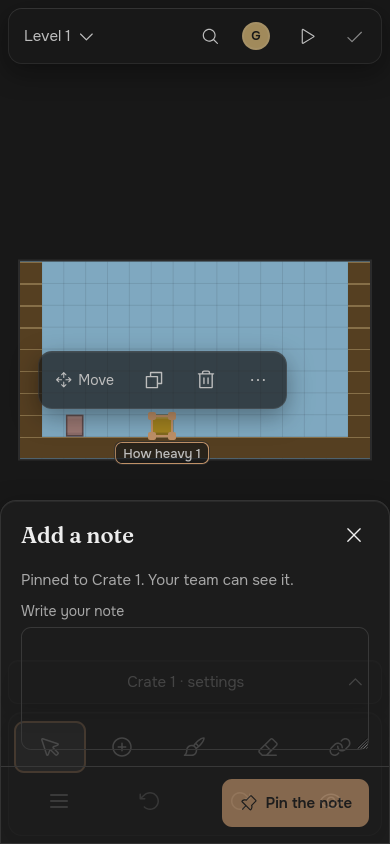 Level 1
G
Move
How heavy 1
Add a note
Pinned to Crate 1. Your team can see it.
Write your note
Crate 1 · settings
Pin the note